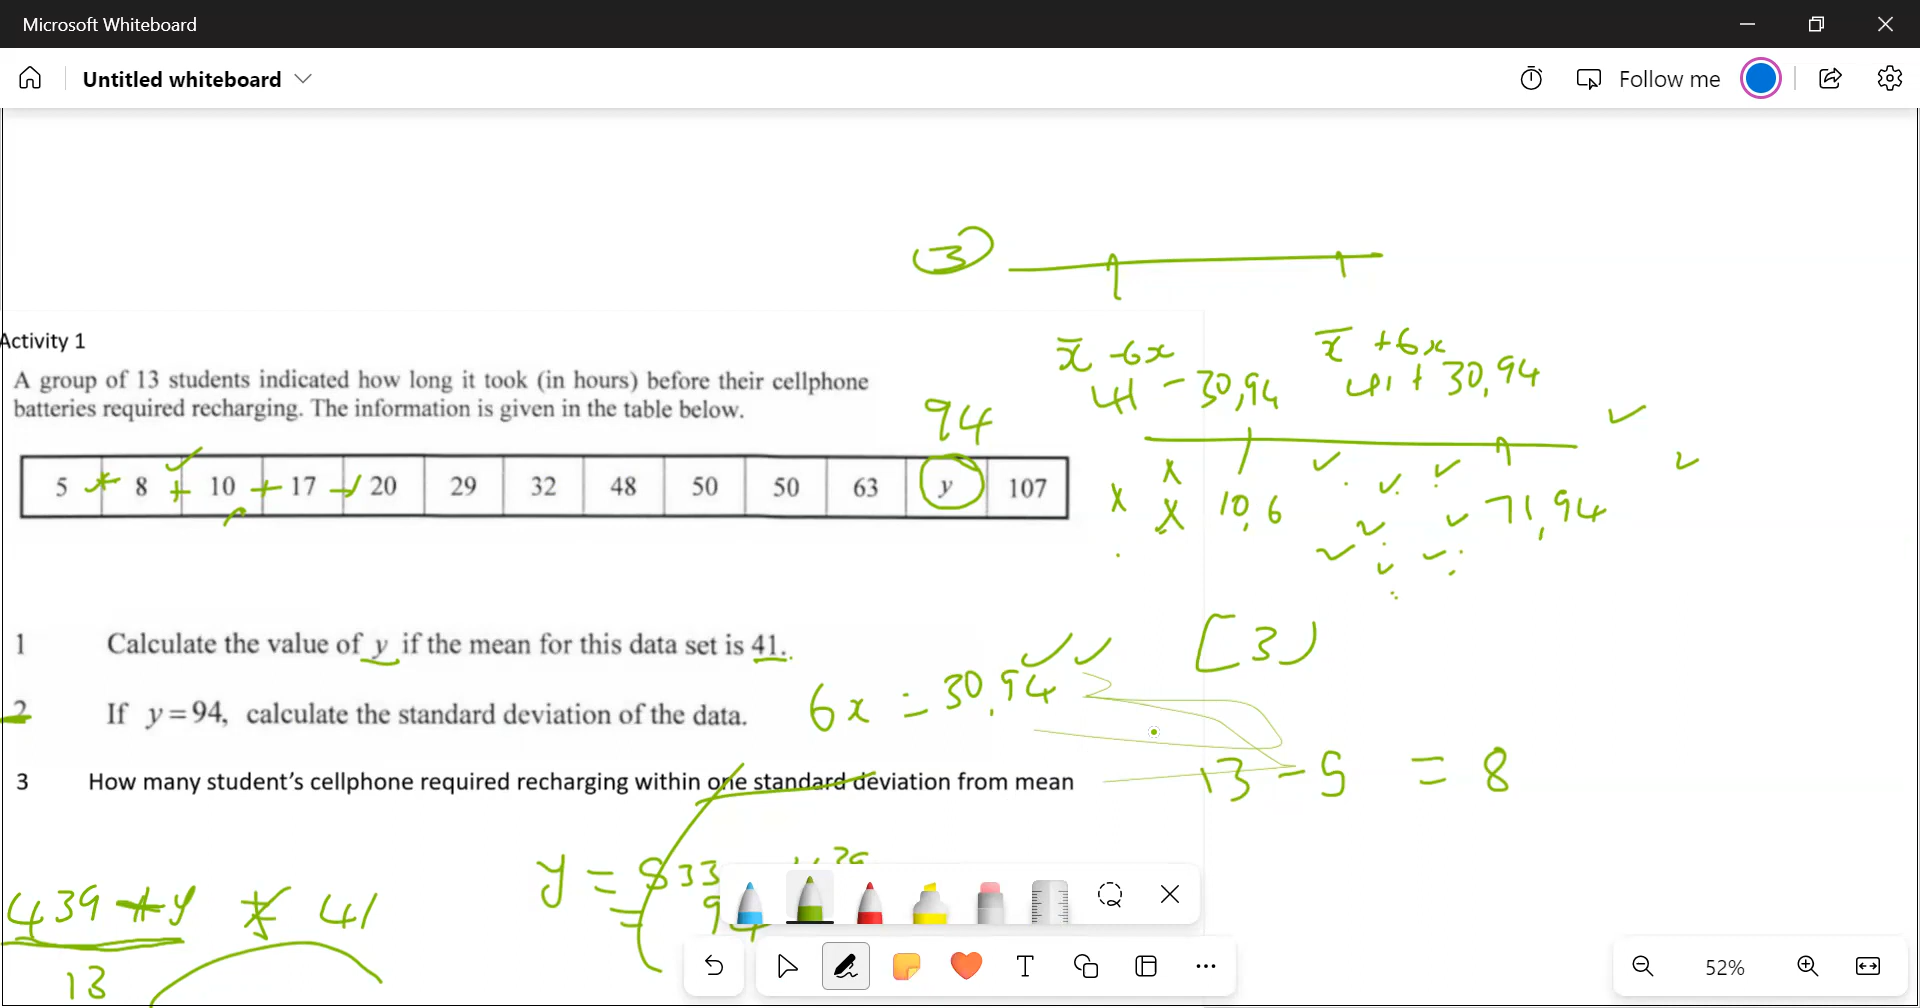 Microsoft Whiteboard
Untitled whiteboard
Follow me
3
Activity 1
x̄ -6x
x̄ +6x
A group of 13 students indicated how long it took (in hours) before their cellphone
41 - 30,94
41 + 30,94
batteries required recharging. The information is given in the table below.
94
5 + 8 + 10 + 17 + 20 29 32 48 50 50 63 y 107
10,6
71,94
1 Calculate the value of y if the mean for this data set is 41.
[3)
2 If y = 94, calculate the standard deviation of the data.
6x = 30,94
3 How many student's cellphone required recharging within one standard deviation from mean
13 - 5 = 8
y = 533
= 94
439 + y = 41
13
52%